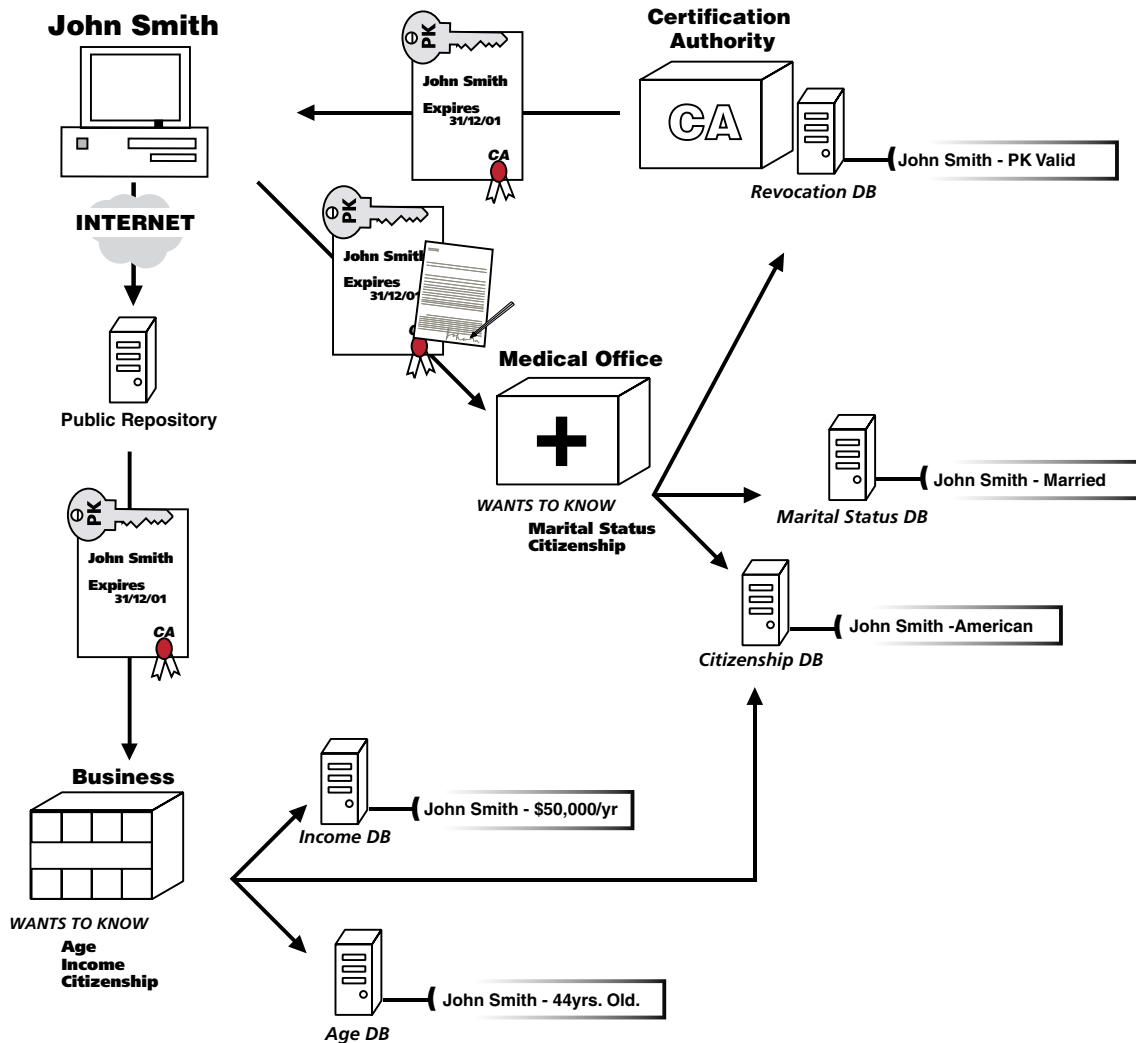 John Smith
Certification
Authority
PK
John Smith
Expires
31/12/01
CA
CA
John Smith - PK Valid
Revocation DB
INTERNET
PK
John Smith
Expires
31/12/01
Medical Office
Public Repository
WANTS TO KNOW
Marital Status
Citizenship
John Smith - Married
Marital Status DB
PK
John Smith
Expires
31/12/01
CA
John Smith -American
Citizenship DB
Business
John Smith - $50,000/yr
Income DB
WANTS TO KNOW
Age
Income
Citizenship
John Smith - 44yrs. Old.
Age DB